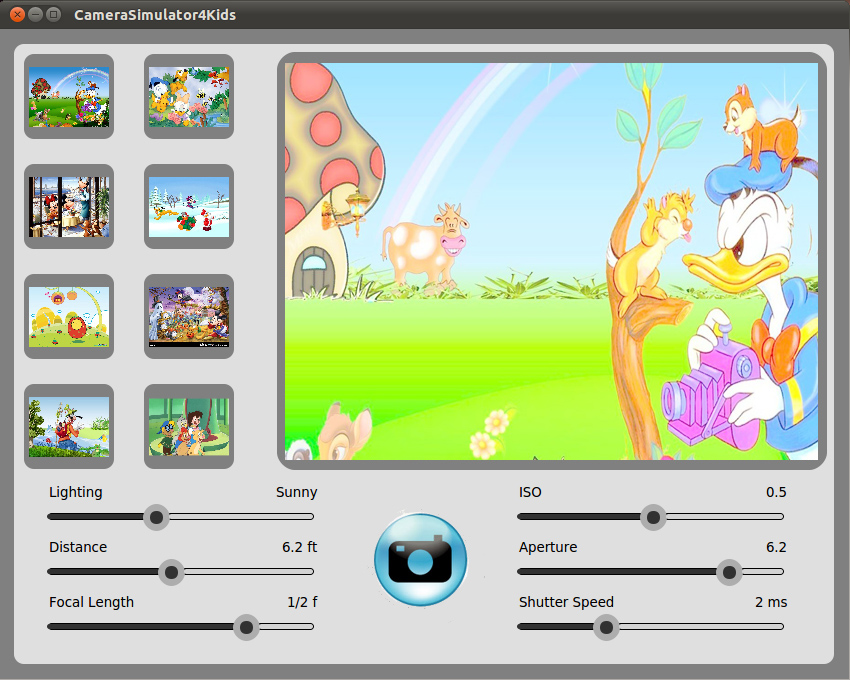 CameraSimulator4Kids
Lighting Sunny
Distance 6.2 ft
Focal Length 1/2 f
ISO 0.5
Aperture 6.2
Shutter Speed 2 ms